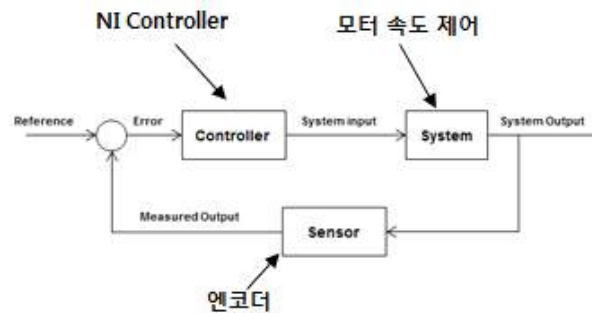 NI Controller
모터 속도 제어
Reference
Error
Controller
System input
System
System Output
Measured Output
Sensor
엔코더